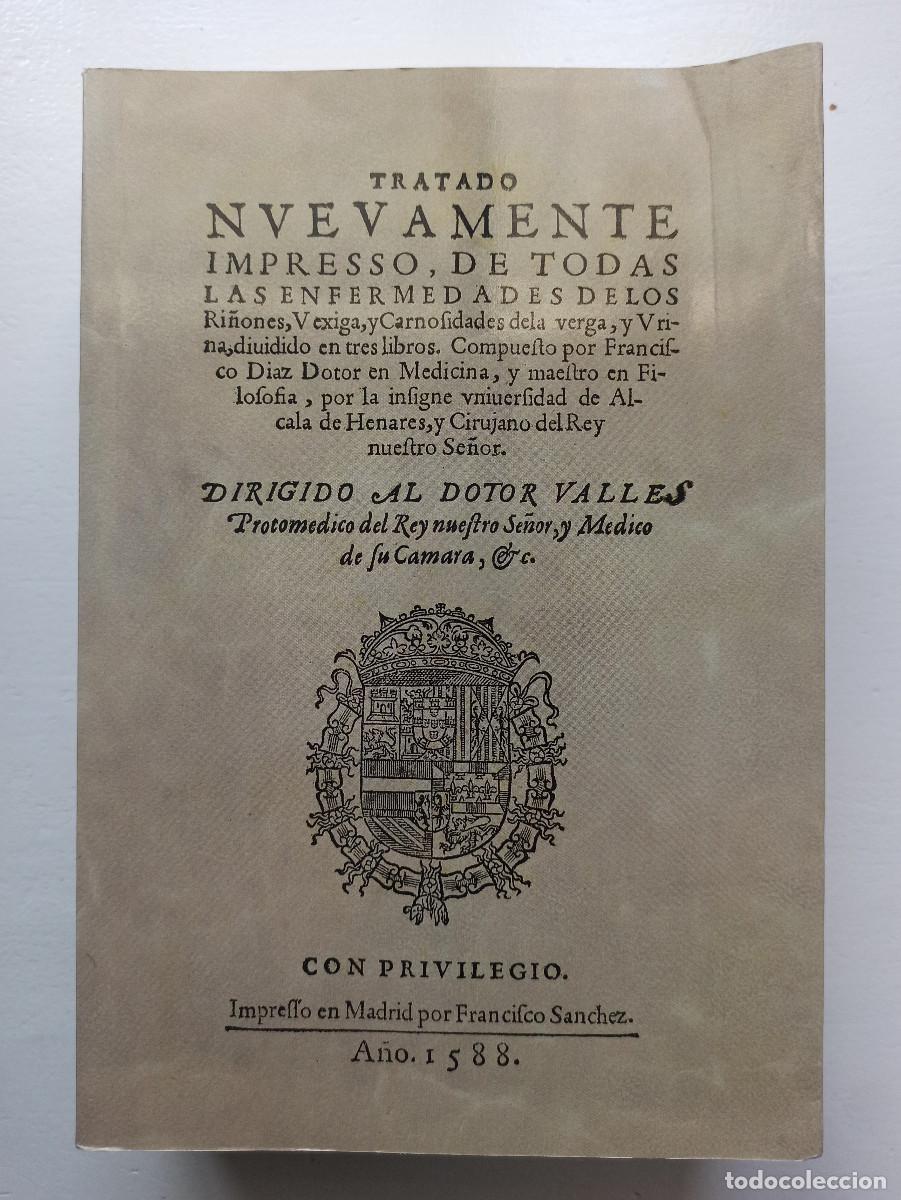 TRATADO
NVEVAMENTE
IMPRESSO, DE TODAS
LAS ENFERMEDADES DELOS
Riñones, Vexiga, y Carnoſidades dela verga, y Vri-
na, diuidido en tres libros. Compueſto por Franciſ-
co Diaz Dotor en Medicina, y maeſtro en Fi-
loſofia, por la inſigne vniuerſidad de Al-
cala de Henares, y Cirujano del Rey
nueſtro Señor.
DIRIGIDO AL DOTOR VALLES
Protomedico del Rey nueſtro Señor, y Medico
de ſu Camara, &c.
CON PRIVILEGIO.
Impreſſo en Madrid por Franciſco Sanchez.
Año. 1588.
todocoleccion